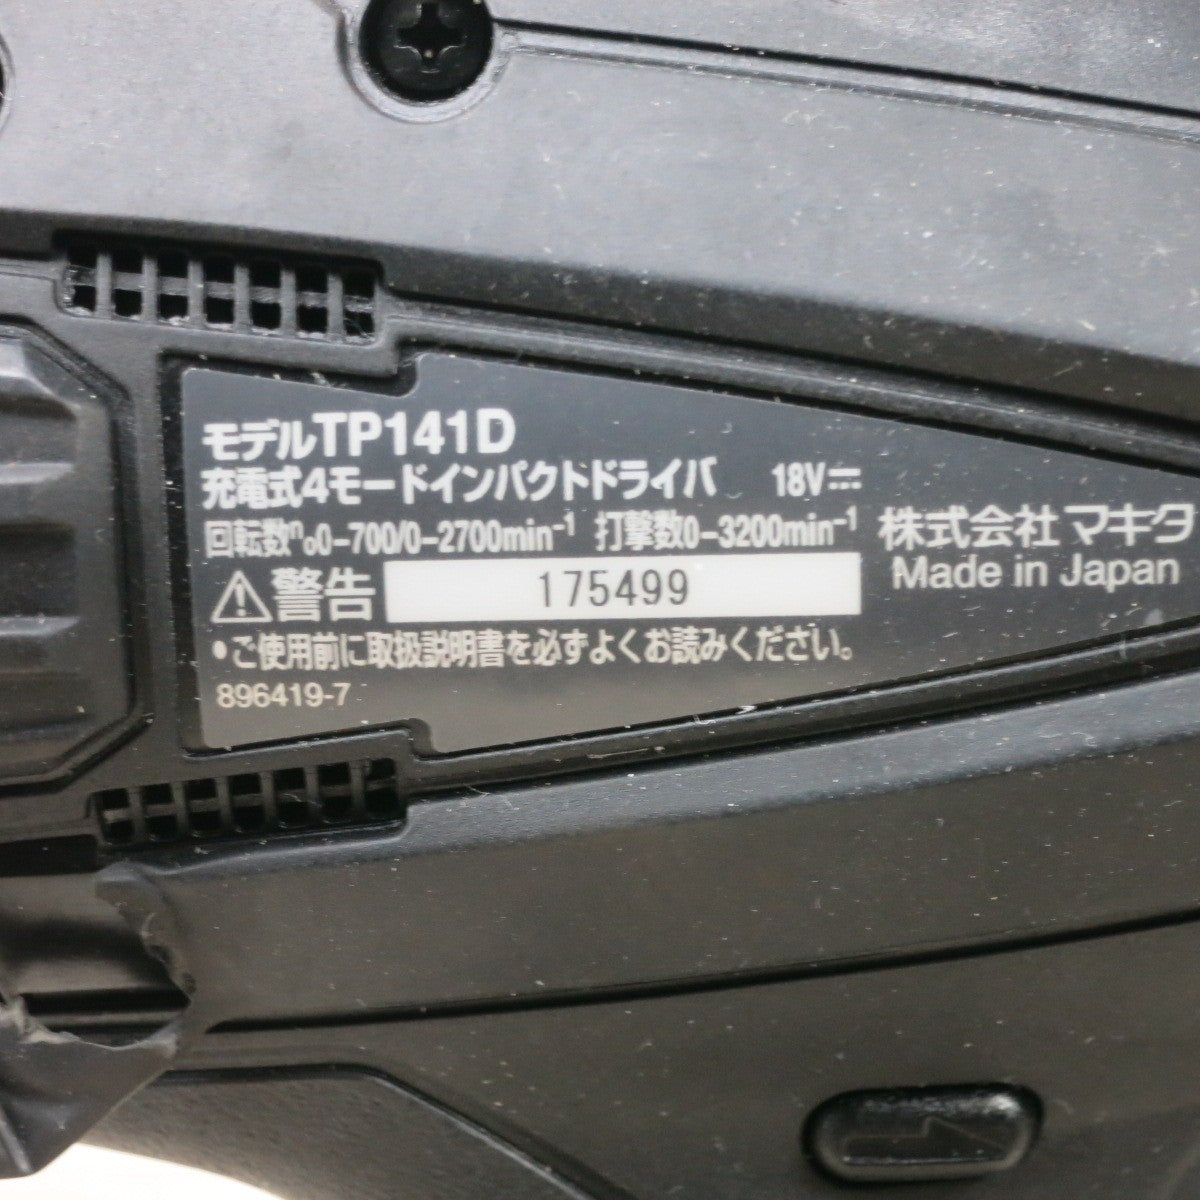 モデルTP141D
充電式4モードインパクトドライバ 18V⎓
回転数n₀0-700/0-2700min⁻¹ 打撃数0-3200min⁻¹
株式会社マキタ
Made in Japan
⚠警告 175499
•ご使用前に取扱説明書を必ずよくお読みください。
896419-7